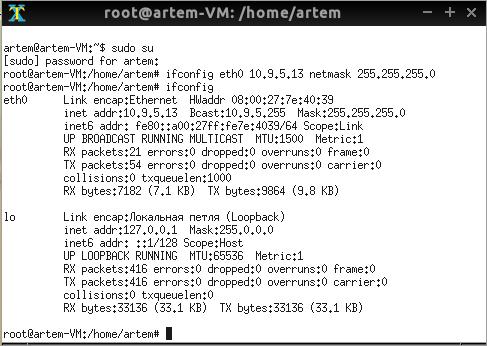 root@artem-VM: /home/artem
artem@artem-VM:~$ sudo su
[sudo] password for artem:
root@artem-VM:/home/artem# ifconfig eth0 10.9.5.13 netmask 255.255.255.0
root@artem-VM:/home/artem# ifconfig
eth0 Link encap:Ethernet HWaddr 08:00:27:7e:40:39
inet addr:10.9.5.13 Bcast:10.9.5.255 Mask:255.255.255.0
inet6 addr: fe80::a00:27ff:fe7e:4039/64 Scope:Link
UP BROADCAST RUNNING MULTICAST MTU:1500 Metric:1
RX packets:21 errors:0 dropped:0 overruns:0 frame:0
TX packets:54 errors:0 dropped:0 overruns:0 carrier:0
collisions:0 txqueuelen:1000
RX bytes:7182 (7.1 KB) TX bytes:9864 (9.8 KB)
lo Link encap:Локальная петля (Loopback)
inet addr:127.0.0.1 Mask:255.0.0.0
inet6 addr: ::1/128 Scope:Host
UP LOOPBACK RUNNING MTU:65536 Metric:1
RX packets:416 errors:0 dropped:0 overruns:0 frame:0
TX packets:416 errors:0 dropped:0 overruns:0 carrier:0
collisions:0 txqueuelen:0
RX bytes:33136 (33.1 KB) TX bytes:33136 (33.1 KB)
root@artem-VM:/home/artem#